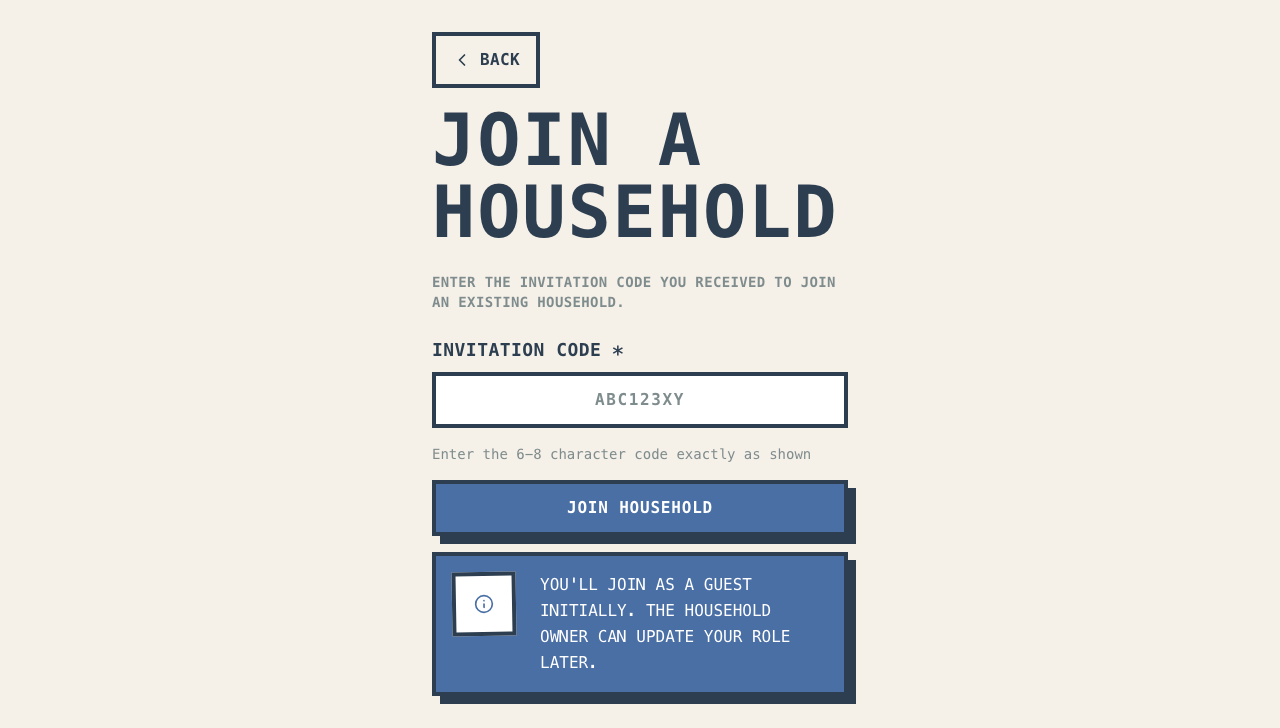 BACK
JOIN A
HOUSEHOLD
ENTER THE INVITATION CODE YOU RECEIVED TO JOIN
AN EXISTING HOUSEHOLD.
INVITATION CODE *
ABC123XY
Enter the 6–8 character code exactly as shown
JOIN HOUSEHOLD
YOU'LL JOIN AS A GUEST
INITIALLY. THE HOUSEHOLD
OWNER CAN UPDATE YOUR ROLE
LATER.